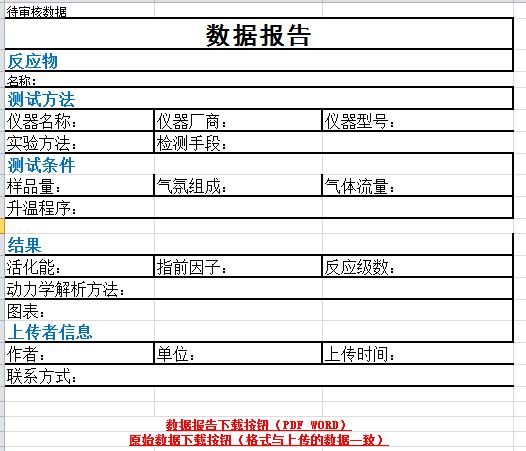 待审核数据
数据报告
反应物
名称：
测试方法
仪器名称： 仪器厂商： 仪器型号：
实验方法： 检测手段：
测试条件
样品量： 气氛组成： 气体流量：
升温程序：
结果
活化能： 指前因子： 反应级数：
动力学解析方法：
图表：
上传者信息
作者： 单位： 上传时间：
联系方式：
数据报告下载按钮（PDF WORD）
原始数据下载按钮（格式与上传的数据一致）